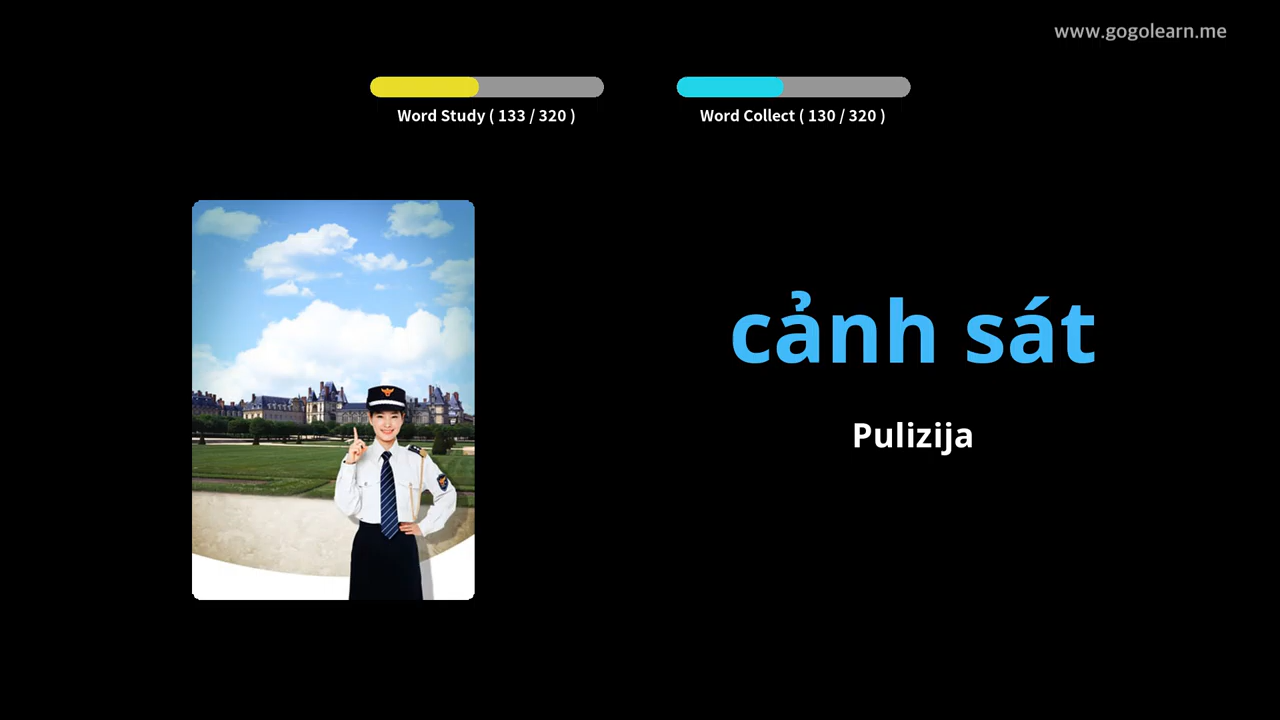 www.gogolearn.me
Word Study ( 133 / 320 )
Word Collect ( 130 / 320 )
cảnh sát
Pulizija